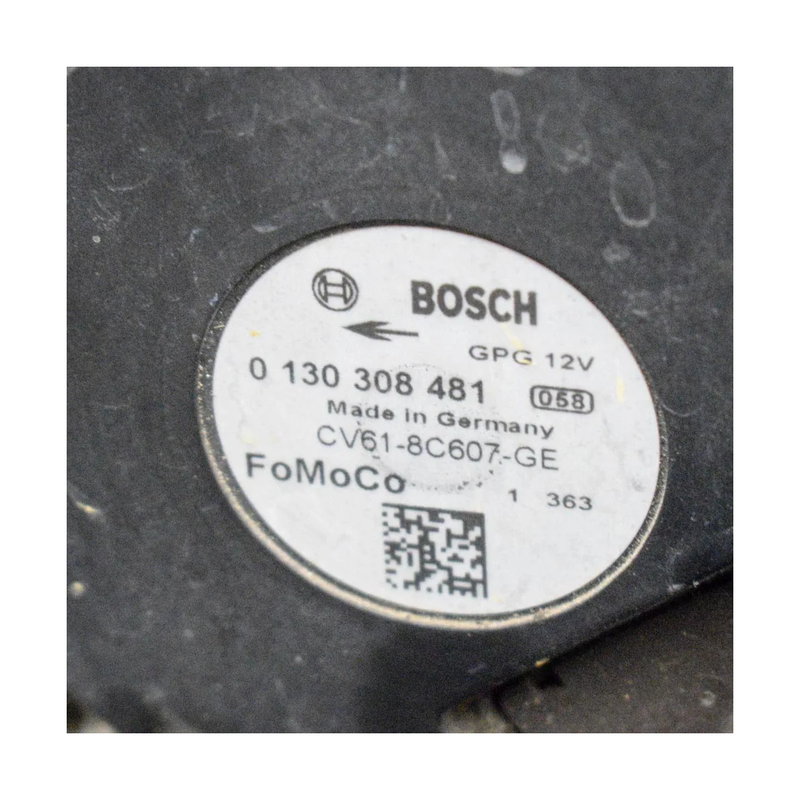 BOSCH
GPG 12V
0 130 308 481 058
Made in Germany
CV61-8C607-GE
FoMoCo
1 363